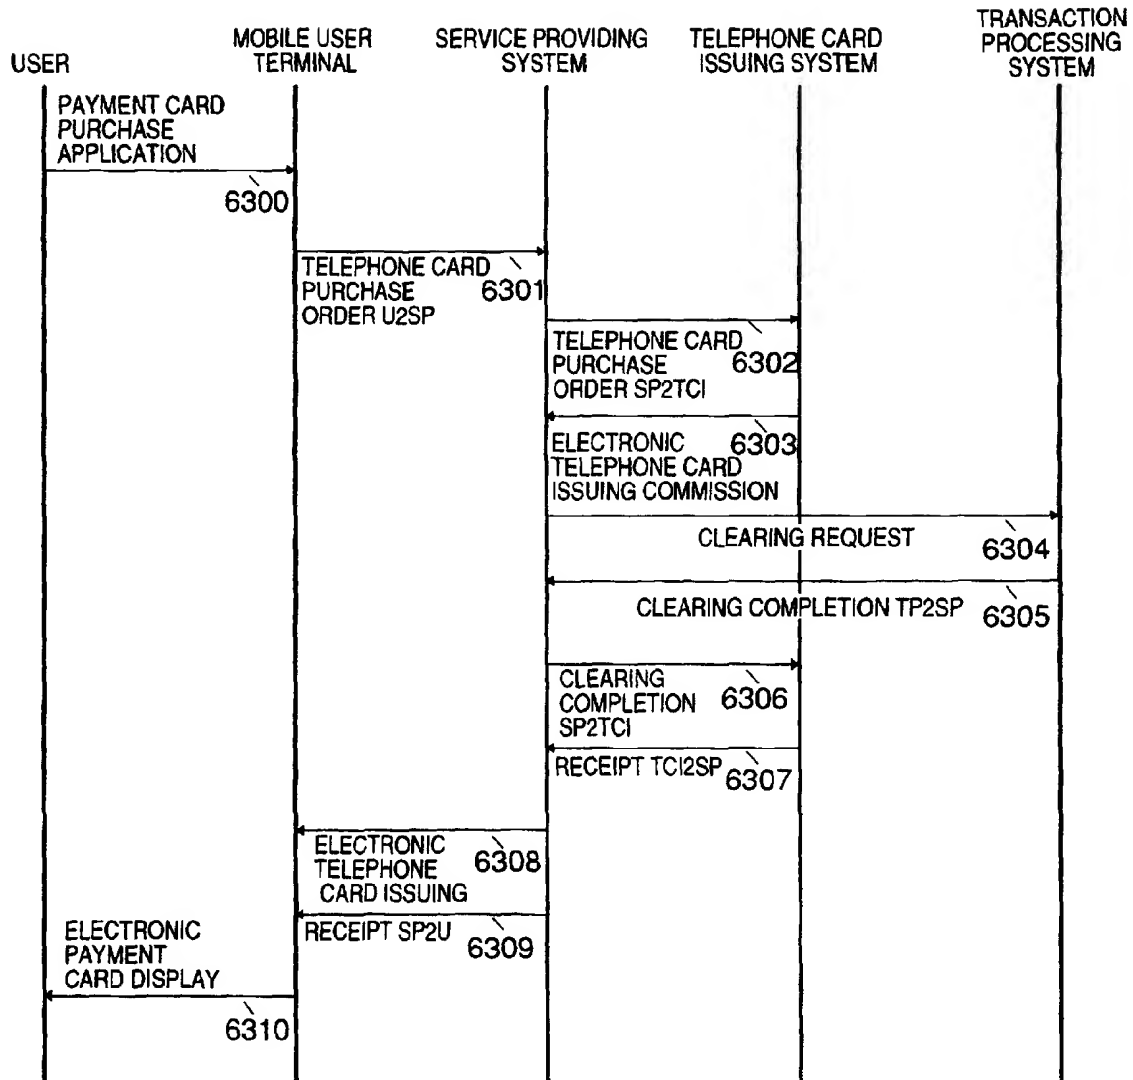 TRANSACTION
PROCESSING
SYSTEM
MOBILE USER
TERMINAL
SERVICE PROVIDING
SYSTEM
TELEPHONE CARD
ISSUING SYSTEM
USER
PAYMENT CARD
PURCHASE
APPLICATION
6300
TELEPHONE CARD
PURCHASE
ORDER U2SP
6301
TELEPHONE CARD
PURCHASE
ORDER SP2TCI
6302
ELECTRONIC
TELEPHONE CARD
ISSUING COMMISSION
6303
CLEARING REQUEST
6304
CLEARING COMPLETION TP2SP
6305
CLEARING
COMPLETION
SP2TCI
6306
RECEIPT TCI2SP
6307
ELECTRONIC
TELEPHONE
CARD ISSUING
6308
RECEIPT SP2U
6309
ELECTRONIC
PAYMENT
CARD DISPLAY
6310